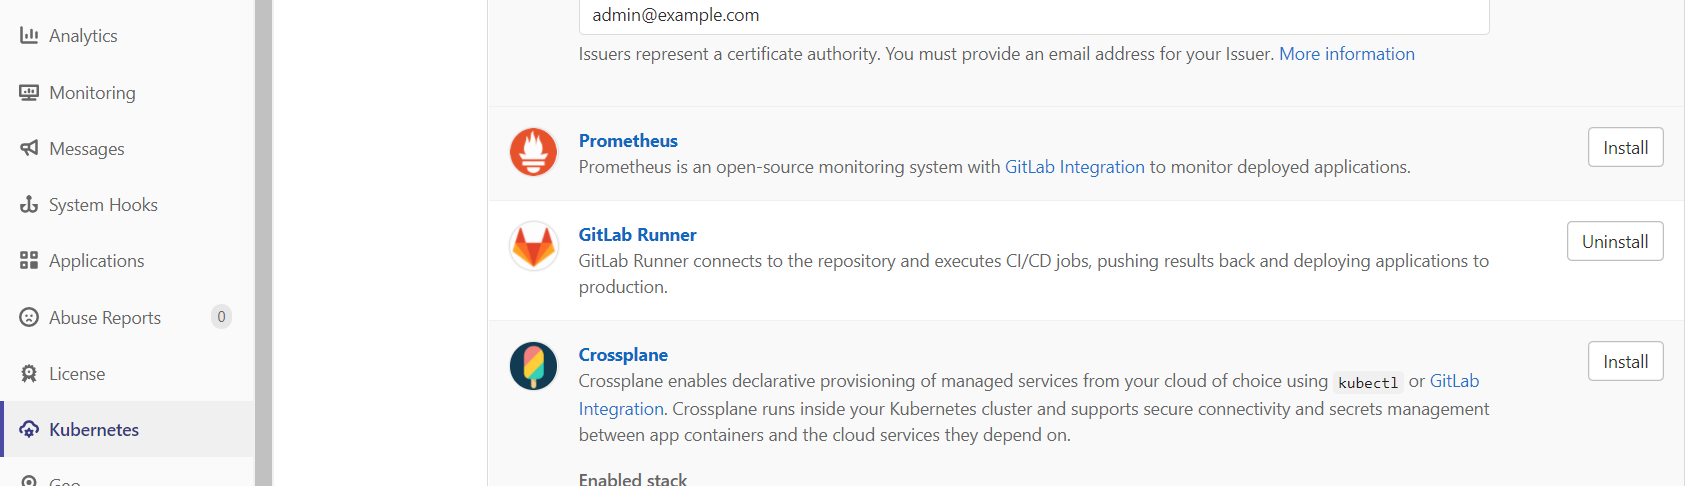 Analytics
Monitoring
Messages
System Hooks
Applications
Abuse Reports 0
License
Kubernetes
Geo
admin@example.com
Issuers represent a certificate authority. You must provide an email address for your Issuer. More information
Prometheus
Prometheus is an open-source monitoring system with GitLab Integration to monitor deployed applications.
Install
GitLab Runner
GitLab Runner connects to the repository and executes CI/CD jobs, pushing results back and deploying applications to
production.
Uninstall
Crossplane
Crossplane enables declarative provisioning of managed services from your cloud of choice using kubectl or GitLab
Integration. Crossplane runs inside your Kubernetes cluster and supports secure connectivity and secrets management
between app containers and the cloud services they depend on.
Install
Enabled stack